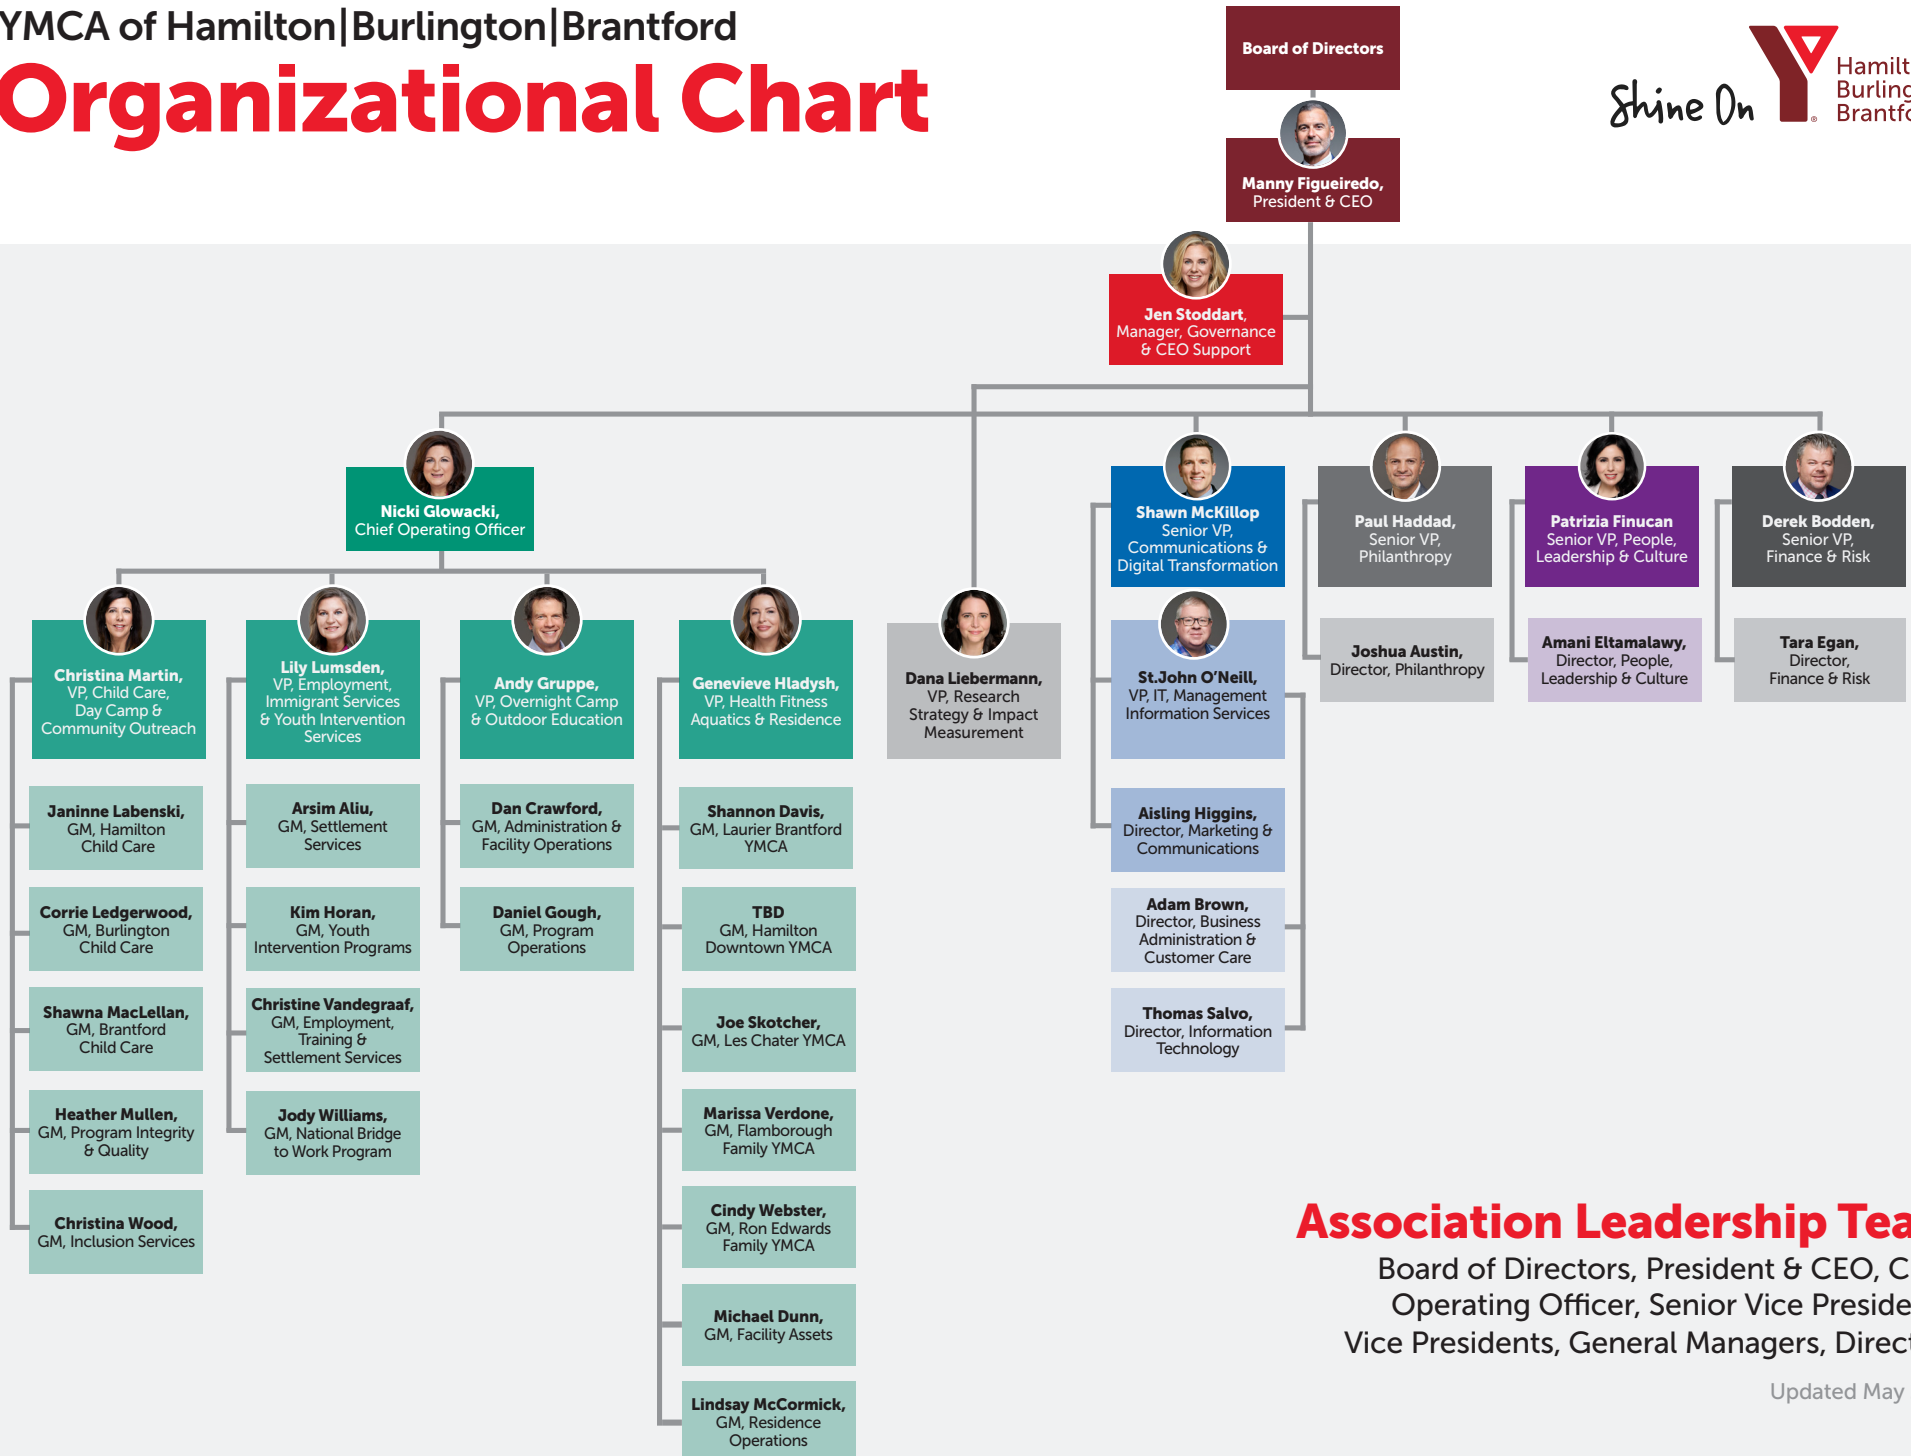 YMCA of Hamilton|Burlington|Brantford
Organizational Chart
Shine On
Board of Directors
Manny Figueiredo,
President & CEO
Jen Stoddart,
Manager, Governance
& CEO Support
Nicki Glowacki,
Chief Operating Officer
Christina Martin,
VP, Child Care,
Day Camp &
Community Outreach
Janinne Labenski,
GM, Hamilton
Child Care
Corrie Ledgerwood,
GM, Burlington
Child Care
Shawna MacLellan,
GM, Brantford
Child Care
Heather Mullen,
GM, Program Integrity
& Quality
Christina Wood,
GM, Inclusion Services
Lily Lumsden,
VP, Employment,
Immigrant Services
& Youth Intervention
Services
Arsim Aliu,
GM, Settlement
Services
Kim Horan,
GM, Youth
Intervention Programs
Christine Vandegraaf,
GM, Employment,
Training &
Settlement Services
Jody Williams,
GM, National Bridge
to Work Program
Andy Gruppe,
VP, Overnight Camp
& Outdoor Education
Dan Crawford,
GM, Administration &
Facility Operations
Daniel Gough,
GM, Program
Operations
Genevieve Hladysh,
VP, Health Fitness
Aquatics & Residence
Shannon Davis,
GM, Laurier Brantford
YMCA
TBD
GM, Hamilton
Downtown YMCA
Joe Skotcher,
GM, Les Chater YMCA
Marissa Verdone,
GM, Flamborough
Family YMCA
Cindy Webster,
GM, Ron Edwards
Family YMCA
Michael Dunn,
GM, Facility Assets
Lindsay McCormick,
GM, Residence
Operations
Dana Liebermann,
VP, Research
Strategy & Impact
Measurement
Shawn McKillop
Senior VP,
Communications &
Digital Transformation
St.John O'Neill,
VP, IT, Management
Information Services
Aisling Higgins,
Director, Marketing &
Communications
Adam Brown,
Director, Business
Administration &
Customer Care
Thomas Salvo,
Director, Information
Technology
Paul Haddad,
Senior VP,
Philanthropy
Joshua Austin,
Director, Philanthropy
Patrizia Finucan
Senior VP, People,
Leadership & Culture
Amani Eltamalawy,
Director, People,
Leadership & Culture
Derek Bodden,
Senior VP,
Finance & Risk
Tara Egan,
Director,
Finance & Risk
Association Leadership
Board of Directors, President & CEO,
Operating Officer, Senior Vice
Vice Presidents, General Managers,
Updated May